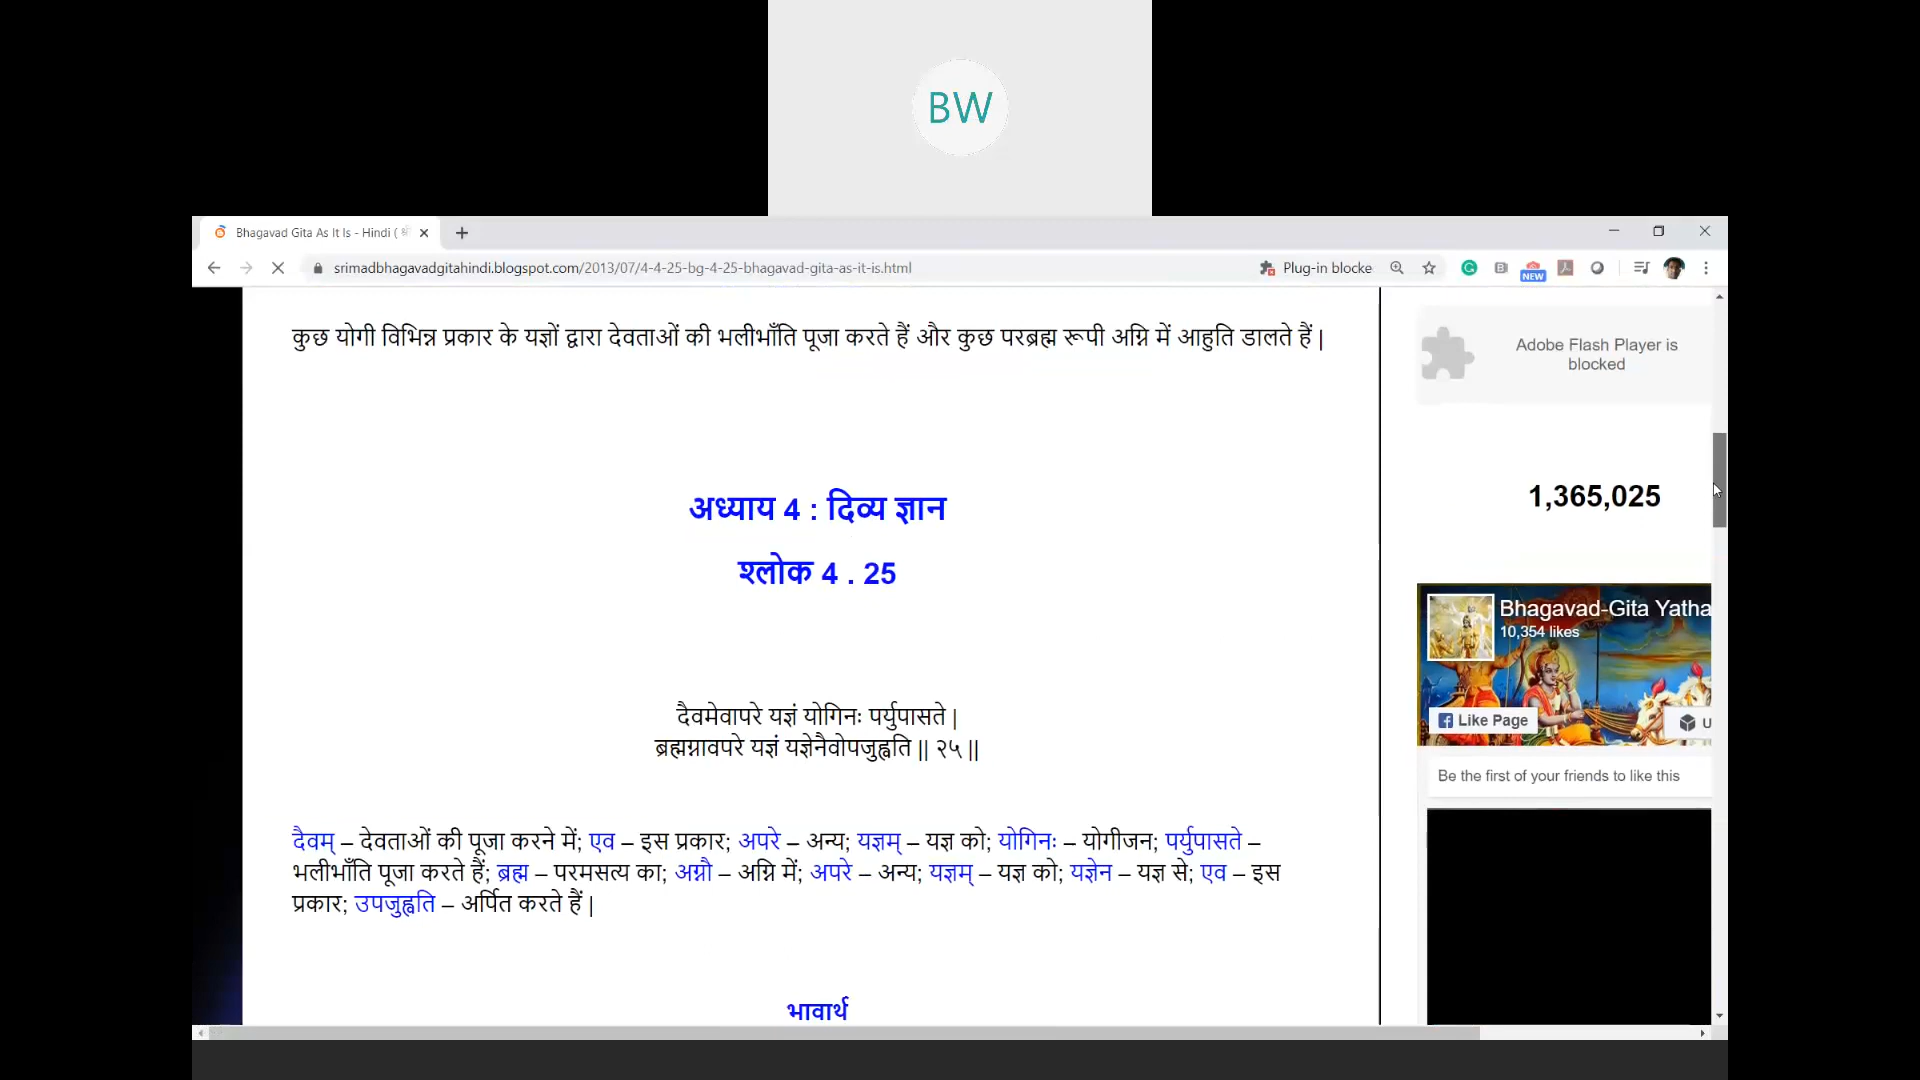 BW
Bhagavad Gita As It Is - Hindi (
srimadbhagavadgitahindi.blogspot.com/2013/07/4-4-25-bg-4-25-bhagavad-gita-as-it-is.html
Plug-in blocke
NEW
कुछ योगी विभिन्न प्रकार के यज्ञों द्वारा देवताओं की भलीभाँति पूजा करते हैं और कुछ परब्रह्म रूपी अग्नि में आहुति डालते हैं |
अध्याय 4 : दिव्य ज्ञान
श्लोक 4 . 25
दैवमेवापरे यज्ञं योगिनः पर्युपासते |
ब्रह्मग्नावपरे यज्ञं यज्ञेनैवोपजुह्वति || २५ ||
दैवम् – देवताओं की पूजा करने में; एव – इस प्रकार; अपरे – अन्य; यज्ञम् – यज्ञ को; योगिनः – योगीजन; पर्युपासते –
भलीभाँति पूजा करते हैं; ब्रह्म – परमसत्य का; अग्नौ – अग्नि में; अपरे – अन्य; यज्ञम् – यज्ञ को; यज्ञेन – यज्ञ से; एव – इस
प्रकार; उपजुह्वति – अर्पित करते हैं |
भावार्थ
Adobe Flash Player is
blocked
1,365,025
Bhagavad-Gita Yatha
10,354 likes
Like Page
U
Be the first of your friends to like this